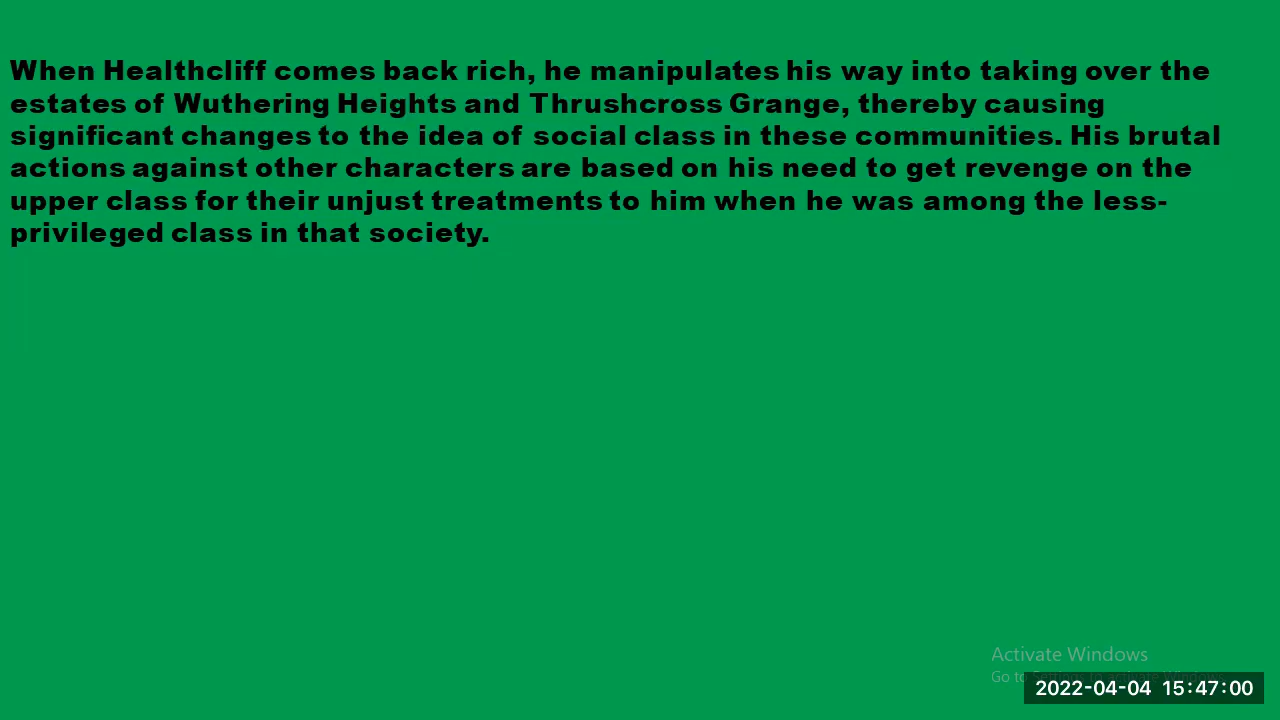 When Healthcliff comes back rich, he manipulates his way into taking over the
estates of Wuthering Heights and Thrushcross Grange, thereby causing
significant changes to the idea of social class in these communities. His brutal
actions against other characters are based on his need to get revenge on the
upper class for their unjust treatments to him when he was among the less-
privileged class in that society.
Activate Windows
Go to
2022-04-04 15:47:00